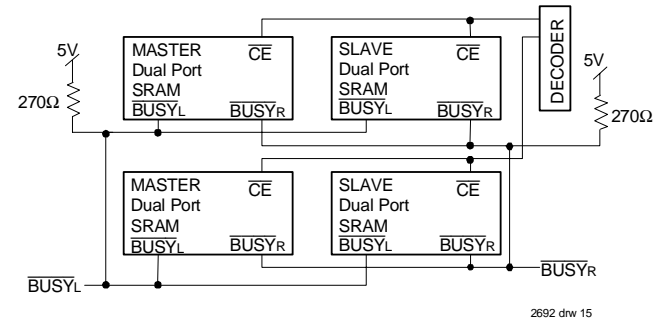 MASTER
Dual Port
SRAM
CE
BUSYL
BUSYR
SLAVE
Dual Port
SRAM
CE
BUSYL
BUSYR
DECODER
5V
270Ω
5V
270Ω
MASTER
Dual Port
SRAM
CE
BUSYL
BUSYR
SLAVE
Dual Port
SRAM
CE
BUSYL
BUSYR
BUSYL
BUSYR
2692 drw 15